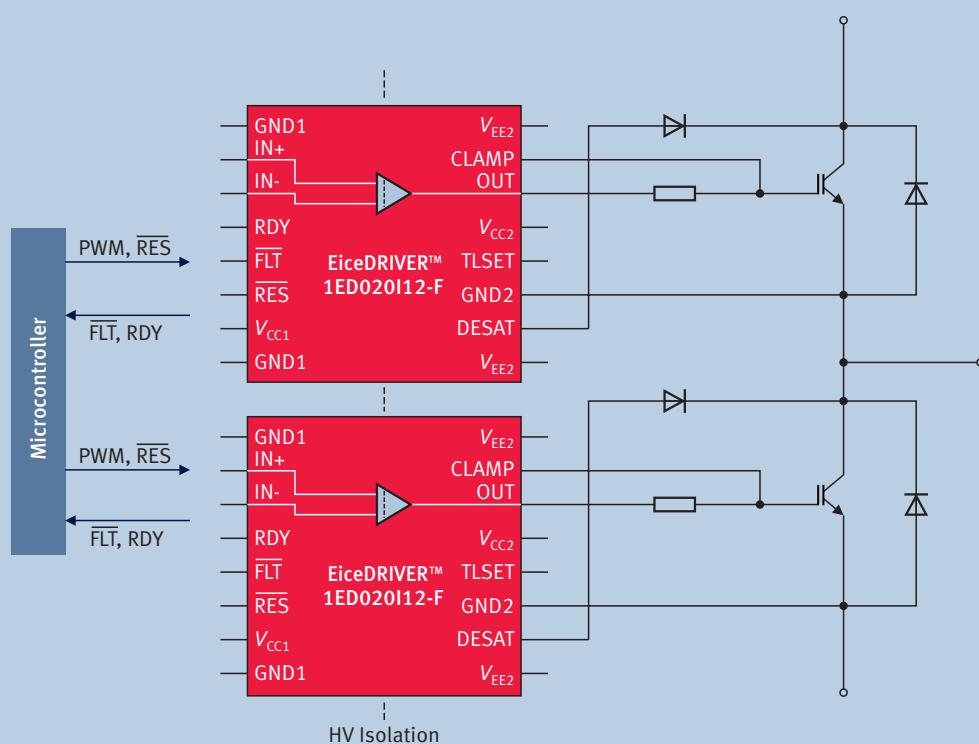 GND1
IN+
IN-
RDY
FLT
RES
VCC1
GND1
EiceDRIVER™
1ED020I12-F
VEE2
CLAMP
OUT
VCC2
TLSET
GND2
DESAT
VEE2
Microcontroller
PWM, RES
FLT, RDY
PWM, RES
FLT, RDY
GND1
IN+
IN-
RDY
FLT
RES
VCC1
GND1
EiceDRIVER™
1ED020I12-F
VEE2
CLAMP
OUT
VCC2
TLSET
GND2
DESAT
VEE2
HV Isolation